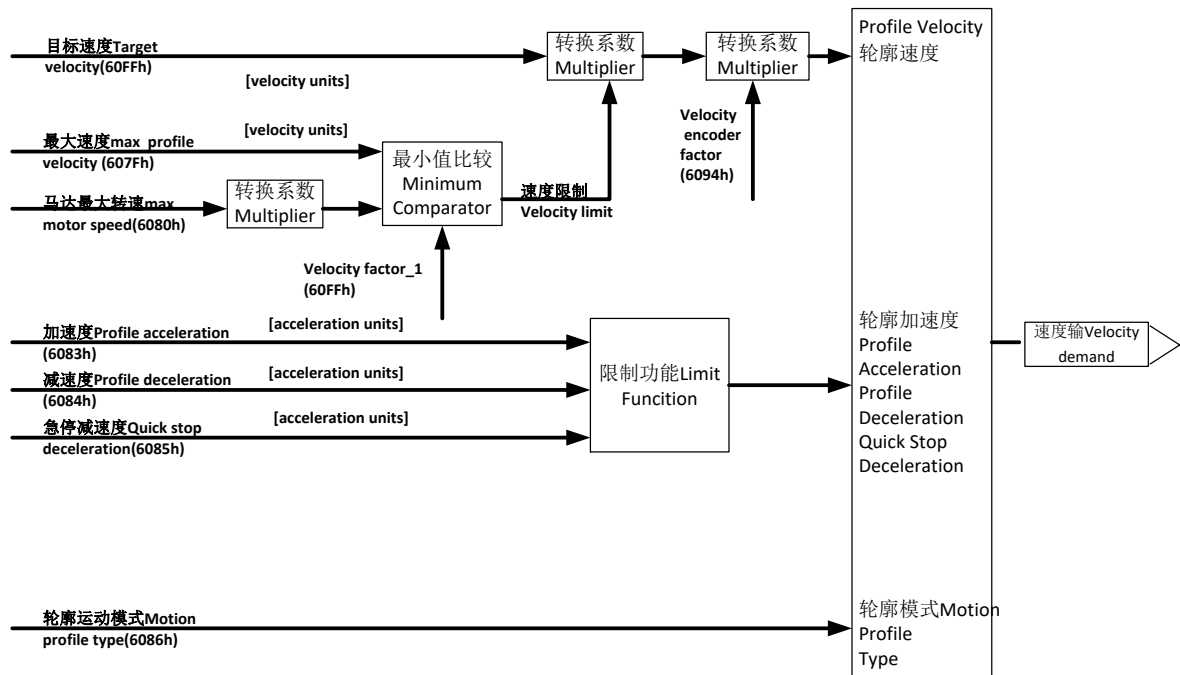 目标速度Target
velocity(60FFh)
[velocity units]
转换系数
Multiplier
转换系数
Multiplier
Profile Velocity
轮廓速度
最大速度max profile
velocity (607Fh)
[velocity units]
马达最大转速max
motor speed(6080h)
转换系数
Multiplier
最小值比较
Minimum
Comparator
速度限制
Velocity limit
Velocity
encoder
factor
(6094h)
Velocity factor_1
(60FFh)
加速度Profile acceleration
(6083h)
[acceleration units]
减速度Profile deceleration
(6084h)
[acceleration units]
急停减速度Quick stop
deceleration(6085h)
[acceleration units]
限制功能Limit
Funcition
轮廓加速度
Profile
Acceleration
Profile
Deceleration
Quick Stop
Deceleration
速度输Velocity
demand
轮廓运动模式Motion
profile type(6086h)
轮廓模式Motion
Profile
Type